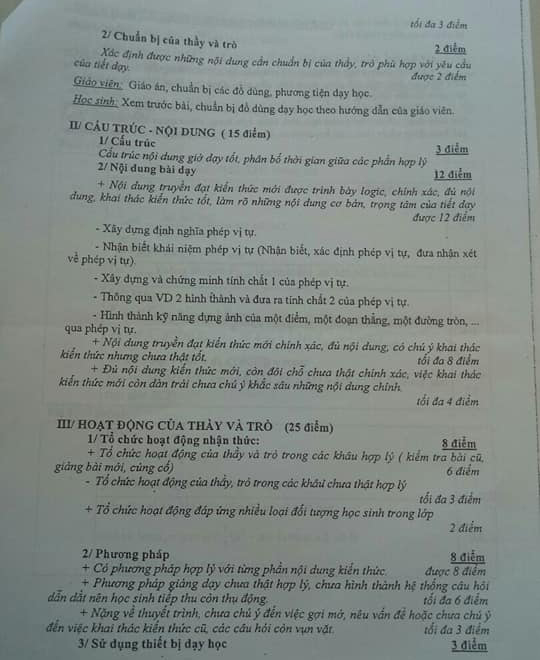 tối đa 3 điểm
2/ Chuẩn bị của thầy và trò 2 điểm
Xác định được những nội dung cần chuẩn bị của thầy, trò phù hợp với yêu cầu
của tiết dạy. được 2 điểm
Giáo viên: Giáo án, chuẩn bị các đồ dùng, phương tiện dạy học.
Học sinh: Xem trước bài, chuẩn bị đồ dùng dạy học theo hướng dẫn của giáo viên.
II/ CẤU TRÚC - NỘI DUNG ( 15 điểm)
1/ Cấu trúc 3 điểm
Cấu trúc nội dung giờ dạy tốt, phân bố thời gian giữa các phần hợp lý
2/ Nội dung bài dạy 12 điểm
+ Nội dung truyền đạt kiến thức mới được trình bày logic, chính xác, đủ nội
dung, khai thác kiến thức tốt, làm rõ những nội dung cơ bản, trọng tâm của tiết dạy
được 12 điểm
- Xây dựng định nghĩa phép vị tự.
- Nhận biết khái niệm phép vị tự (Nhận biết, xác định phép vị tự, đưa nhận xét
về phép vị tự).
- Xây dựng và chứng minh tính chất 1 của phép vị tự.
- Thông qua VD 2 hình thành và đưa ra tính chất 2 của phép vị tự.
- Hình thành kỹ năng dựng ảnh của một điểm, một đoạn thẳng, một đường tròn, ...
qua phép vị tự.
+ Nội dung truyền đạt kiến thức mới chính xác, đủ nội dung, có chú ý khai thác
kiến thức nhưng chưa thật tốt. tối đa 8 điểm
+ Đủ nội dung kiến thức mới, còn đôi chỗ chưa thật chính xác, việc khai thác
kiến thức mới còn dàn trải chưa chú ý khắc sâu những nội dung chính.
tối đa 4 điểm
III/ HOẠT ĐỘNG CỦA THẦY VÀ TRÒ (25 điểm)
1/ Tổ chức hoạt động nhận thức: 8 điểm
+ Tổ chức hoạt động của thầy và trò trong các khâu hợp lý ( kiểm tra bài cũ,
giảng bài mới, củng cố) 6 điểm
- Tổ chức hoạt động của thầy, trò trong các khâu chưa thật hợp lý
tối đa 3 điểm
+ Tổ chức hoạt động đáp ứng nhiều loại đối tượng học sinh trong lớp
2 điểm
2/ Phương pháp 8 điểm
+ Có phương pháp hợp lý với từng phần nội dung kiến thức. được 8 điểm
+ Phương pháp giảng dạy chưa thật hợp lý, chưa hình thành hệ thống câu hỏi
dẫn dắt nên học sinh tiếp thu còn thụ động. tối đa 6 điểm
+ Nặng về thuyết trình, chưa chú ý đến việc gợi mở, nêu vấn đề hoặc chưa chú ý
đến việc khai thác kiến thức cũ, các câu hỏi còn vụn vặt. tối đa 3 điểm
3/ Sử dụng thiết bị dạy học 3 điểm